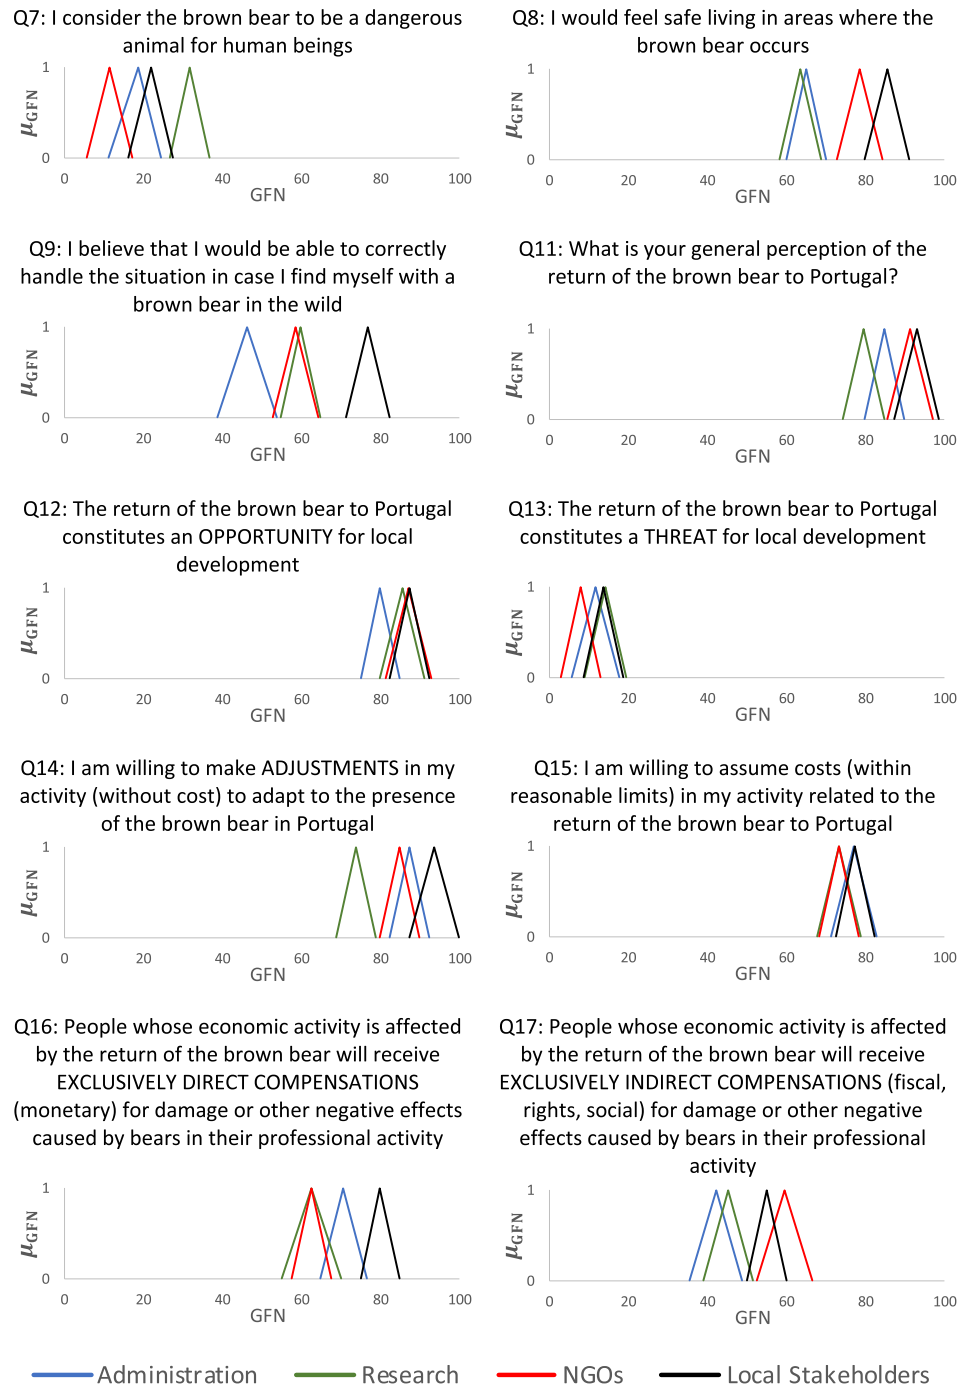 Q7: I consider the brown bear to be a dangerous
animal for human beings
1
μGFN
0
0 20 40 60 80 100
GFN
Q8: I would feel safe living in areas where the
brown bear occurs
1
μGFN
0
0 20 40 60 80 100
GFN
Q9: I believe that I would be able to correctly
handle the situation in case I find myself with a
brown bear in the wild
1
μGFN
0
0 20 40 60 80 100
GFN
Q11: What is your general perception of the
return of the brown bear to Portugal?
1
μGFN
0
0 20 40 60 80 100
GFN
Q12: The return of the brown bear to Portugal
constitutes an OPPORTUNITY for local
development
1
μGFN
0
0 20 40 60 80 100
GFN
Q13: The return of the brown bear to Portugal
constitutes a THREAT for local development
1
μGFN
0
0 20 40 60 80 100
GFN
Q14: I am willing to make ADJUSTMENTS in my
activity (without cost) to adapt to the presence
of the brown bear in Portugal
1
μGFN
0
0 20 40 60 80 100
GFN
Q15: I am willing to assume costs (within
reasonable limits) in my activity related to the
return of the brown bear to Portugal
1
μGFN
0
0 20 40 60 80 100
GFN
Q16: People whose economic activity is affected
by the return of the brown bear will receive
EXCLUSIVELY DIRECT COMPENSATIONS
(monetary) for damage or other negative effects
caused by bears in their professional activity
1
μGFN
0
0 20 40 60 80 100
GFN
Q17: People whose economic activity is affected
by the return of the brown bear will receive
EXCLUSIVELY INDIRECT COMPENSATIONS (fiscal,
rights, social) for damage or other negative
effects caused by bears in their professional
activity
1
μGFN
0
0 20 40 60 80 100
GFN
Administration Research NGOs Local Stakeholders